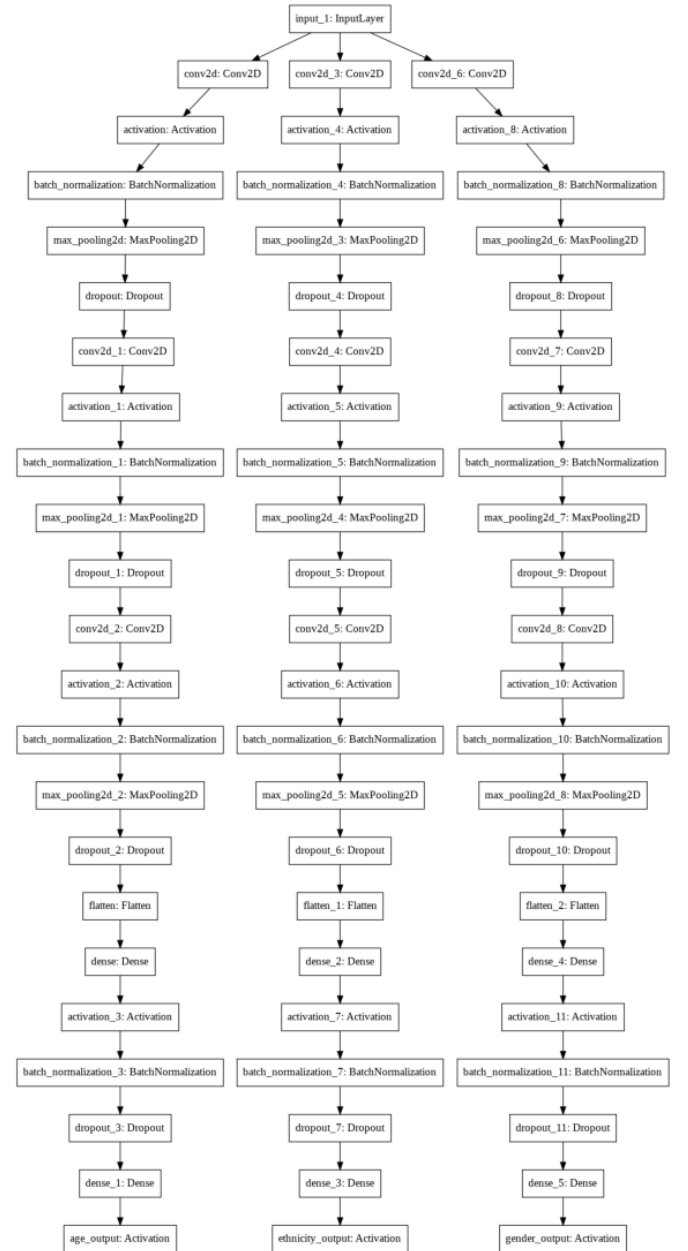 input_1: InputLayer
conv2d: Conv2D
conv2d_3: Conv2D
conv2d_6: Conv2D
activation: Activation
activation_4: Activation
activation_8: Activation
batch_normalization: BatchNormalization
batch_normalization_4: BatchNormalization
batch_normalization_8: BatchNormalization
max_pooling2d: MaxPooling2D
max_pooling2d_3: MaxPooling2D
max_pooling2d_6: MaxPooling2D
dropout: Dropout
dropout_4: Dropout
dropout_8: Dropout
conv2d_1: Conv2D
conv2d_4: Conv2D
conv2d_7: Conv2D
activation_1: Activation
activation_5: Activation
activation_9: Activation
batch_normalization_1: BatchNormalization
batch_normalization_5: BatchNormalization
batch_normalization_9: BatchNormalization
max_pooling2d_1: MaxPooling2D
max_pooling2d_4: MaxPooling2D
max_pooling2d_7: MaxPooling2D
dropout_1: Dropout
dropout_5: Dropout
dropout_9: Dropout
conv2d_2: Conv2D
conv2d_5: Conv2D
conv2d_8: Conv2D
activation_2: Activation
activation_6: Activation
activation_10: Activation
batch_normalization_2: BatchNormalization
batch_normalization_6: BatchNormalization
batch_normalization_10: BatchNormalization
max_pooling2d_2: MaxPooling2D
max_pooling2d_5: MaxPooling2D
max_pooling2d_8: MaxPooling2D
dropout_2: Dropout
dropout_6: Dropout
dropout_10: Dropout
flatten: Flatten
flatten_1: Flatten
flatten_2: Flatten
dense: Dense
dense_2: Dense
dense_4: Dense
activation_3: Activation
activation_7: Activation
activation_11: Activation
batch_normalization_3: BatchNormalization
batch_normalization_7: BatchNormalization
batch_normalization_11: BatchNormalization
dropout_3: Dropout
dropout_7: Dropout
dropout_11: Dropout
dense_1: Dense
dense_3: Dense
dense_5: Dense
age_output: Activation
ethnicity_output: Activation
gender_output: Activation